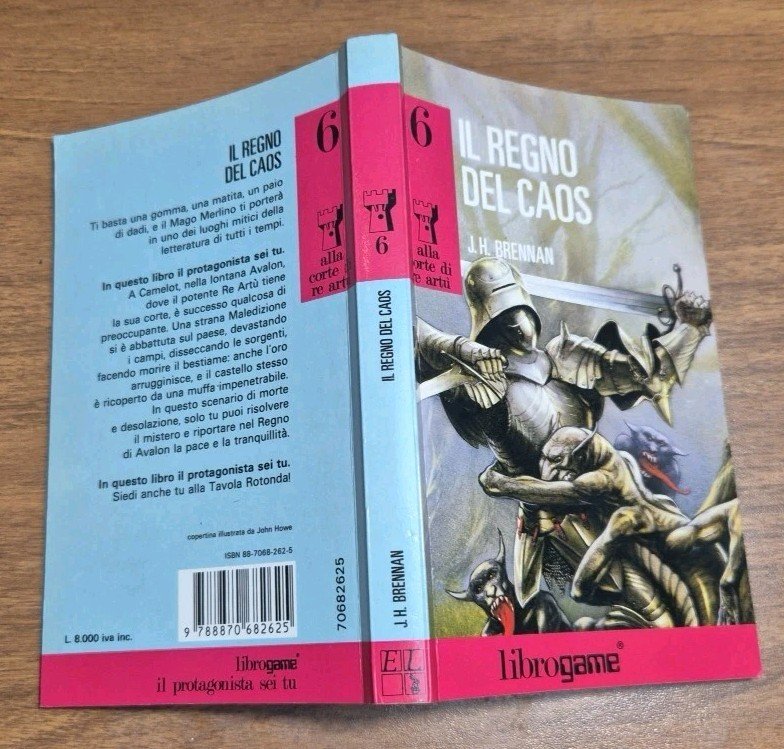 6
IL REGNO
DEL CAOS
Ti basta una gomma, una matita, un paio
di dadi, e il Mago Merlino ti porterà
in uno dei luoghi mitici della
letteratura di tutti i tempi.
In questo libro il protagonista sei tu.
A Camelot, nella lontana Avalon,
dove il potente Re Artù tiene
la sua corte, è successo qualcosa di
preoccupante. Una strana Maledizione
si è abbattuta sul paese, devastando
i campi, disseccando le sorgenti,
facendo morire il bestiame: anche l'oro
arrugginisce, e il castello stesso
è ricoperto da una muffa impenetrabile.
In questo scenario di morte
e desolazione, solo tu puoi risolvere
il mistero e riportare nel Regno
di Avalon la pace e la tranquillità.
In questo libro il protagonista sei tu.
Siedi anche tu alla Tavola Rotonda!
alla
corte di
re artù
copertina illustrata da John Howe
ISBN 88-7068-262-5
9 788870 682625
70682625
L. 8.000 iva inc.
librogame®
il protagonista sei tu
6
IL REGNO DEL CAOS
J.H. BRENNAN
EL
6
alla
corte di
re artù
IL REGNO
DEL CAOS
J.H. BRENNAN
librogame®